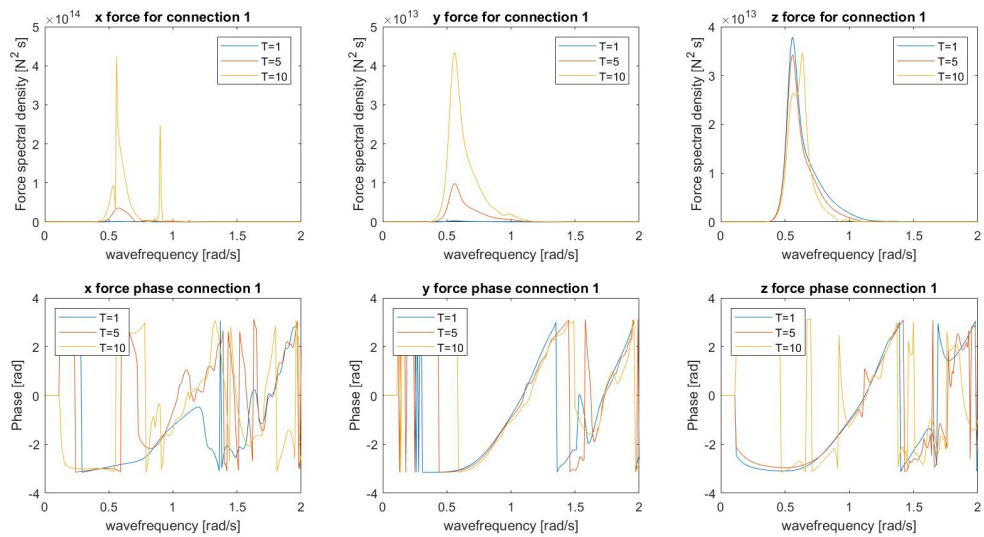 x force for connection 1
×10^14
5
4
3
2
1
0
0 0.5 1 1.5 2
Force spectral density [N² s]
wavefrequency [rad/s]
T=1
T=5
T=10
y force for connection 1
×10^13
5
4
3
2
1
0
0 0.5 1 1.5 2
Force spectral density [N² s]
wavefrequency [rad/s]
T=1
T=5
T=10
z force for connection 1
×10^13
4
3
2
1
0
0 0.5 1 1.5 2
Force spectral density [N² s]
wavefrequency [rad/s]
T=1
T=5
T=10
x force phase connection 1
4
2
0
-2
-4
0 0.5 1 1.5 2
Phase [rad]
wavefrequency [rad/s]
T=1
T=5
T=10
y force phase connection 1
4
2
0
-2
-4
0 0.5 1 1.5 2
Phase [rad]
wavefrequency [rad/s]
T=1
T=5
T=10
z force phase connection 1
4
2
0
-2
-4
0 0.5 1 1.5 2
Phase [rad]
wavefrequency [rad/s]
T=1
T=5
T=10